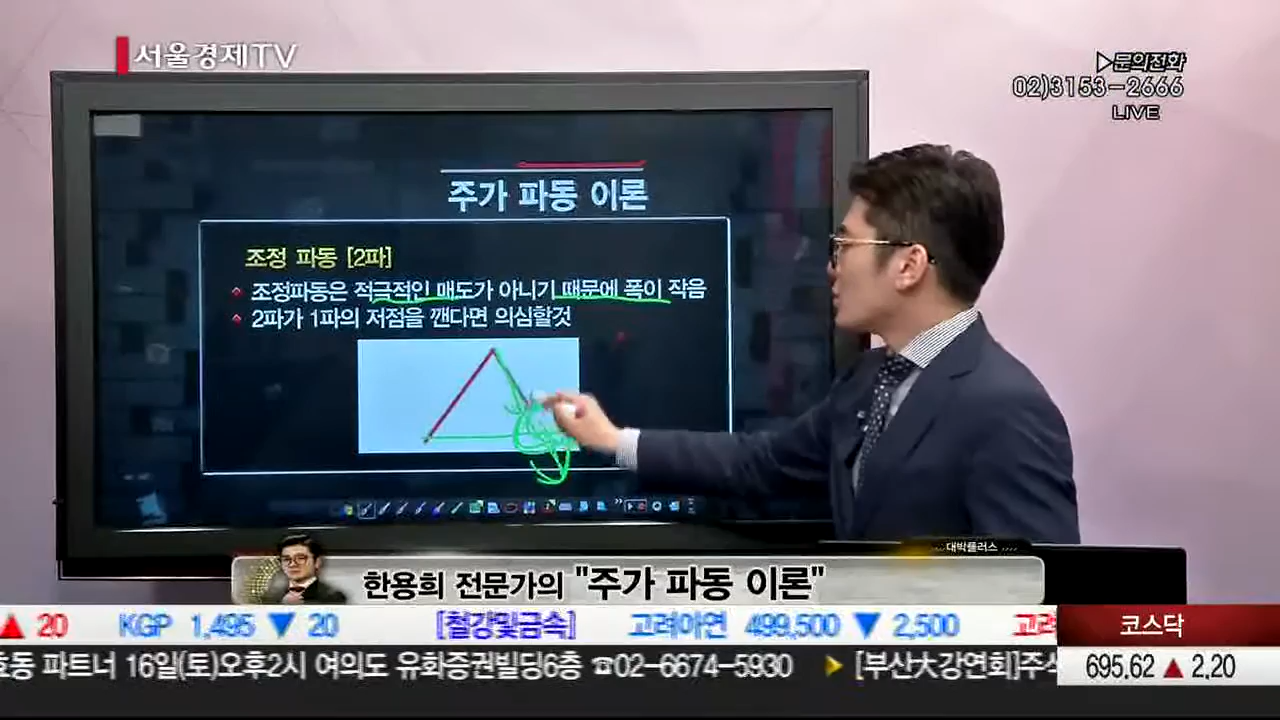 서울경제TV
▷문의전화
02)3153-2666
LIVE
주가 파동 이론
조정 파동 [2파]
조정파동은 적극적인 매도가 아니기 때문에 폭이 작음
2파가 1파의 저점을 깬다면 의심할것
대박플러스
한용희 전문가의 "주가 파동 이론"
▲ 20 KGP 1,495 ▼ 20 [철강및금속] 고려아연 499,500 ▼ 2,500 고려
코스닥
파트너 16일(토)오후2시 여의도 유화증권빌딩6층 ☎02-6674-5930 ▶ [부산大강연회]주식
695.62 ▲ 2.20